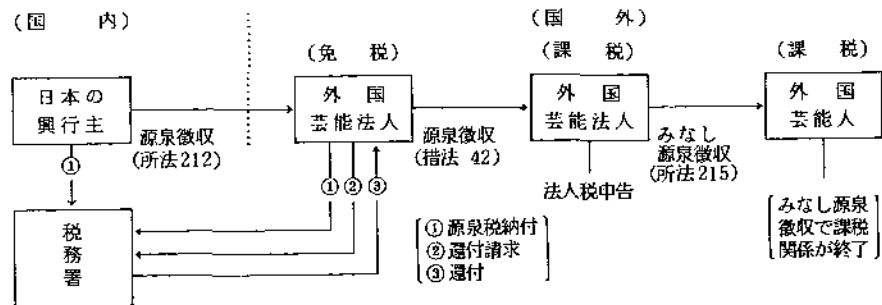 (国 内)
(国 外)
(免 税)
(課 税)
(課 税)
日本の
興行主
外 国
芸能法人
外 国
芸能法人
外 国
芸能人
源泉徴収
(所法212)
源泉徴収
(措法 42)
みなし
源泉徴収
(所法215)
①
① ② ③
法人税申告
税
務
署
①源泉税納付
②還付請求
③還付
みなし源泉
徴収で課税
関係が終了